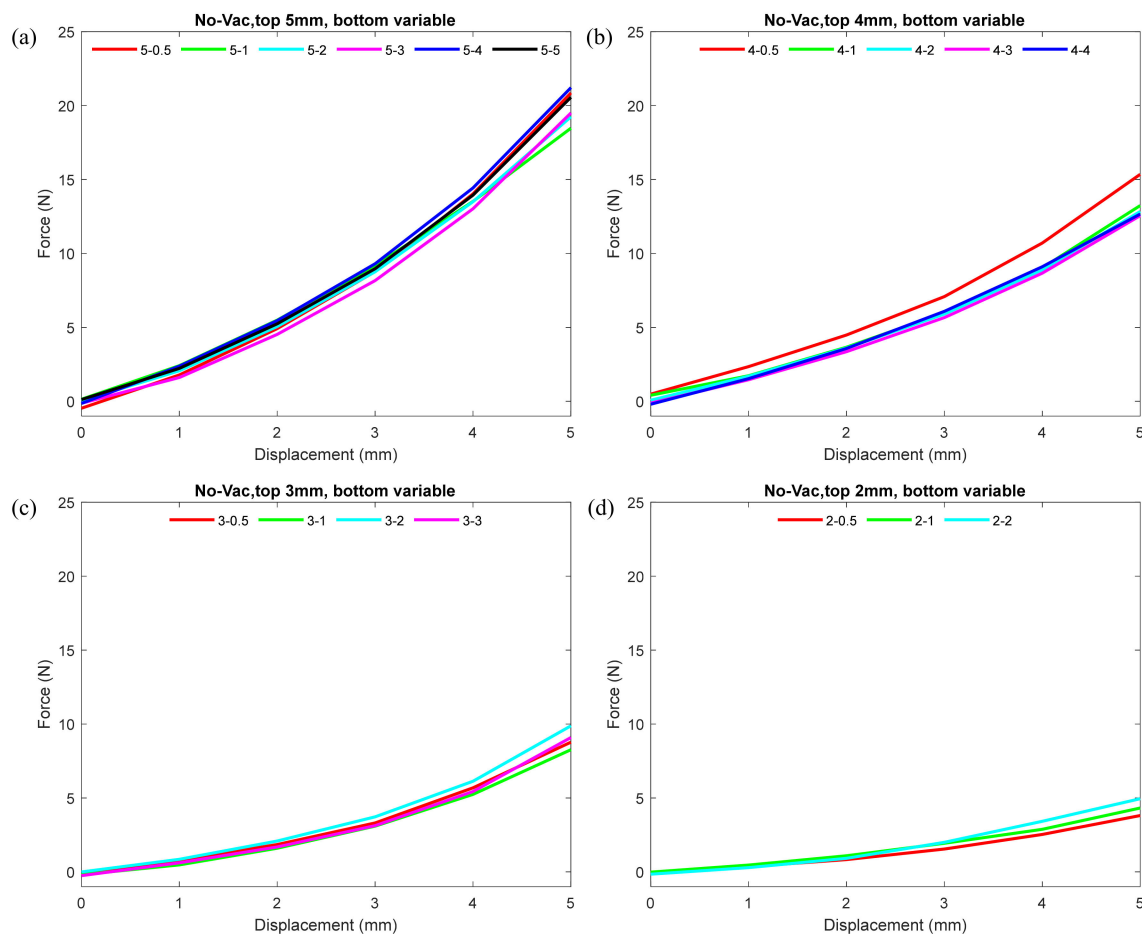 (a)
No-Vac,top 5mm, bottom variable
5-0.5 5-1 5-2 5-3 5-4 5-5
25
20
15
10
5
0
Force (N)
0 1 2 3 4 5
Displacement (mm)
(b)
No-Vac,top 4mm, bottom variable
4-0.5 4-1 4-2 4-3 4-4
25
20
15
10
5
0
Force (N)
0 1 2 3 4 5
Displacement (mm)
(c)
No-Vac,top 3mm, bottom variable
3-0.5 3-1 3-2 3-3
25
20
15
10
5
0
Force (N)
0 1 2 3 4 5
Displacement (mm)
(d)
No-Vac,top 2mm, bottom variable
2-0.5 2-1 2-2
25
20
15
10
5
0
Force (N)
0 1 2 3 4 5
Displacement (mm)